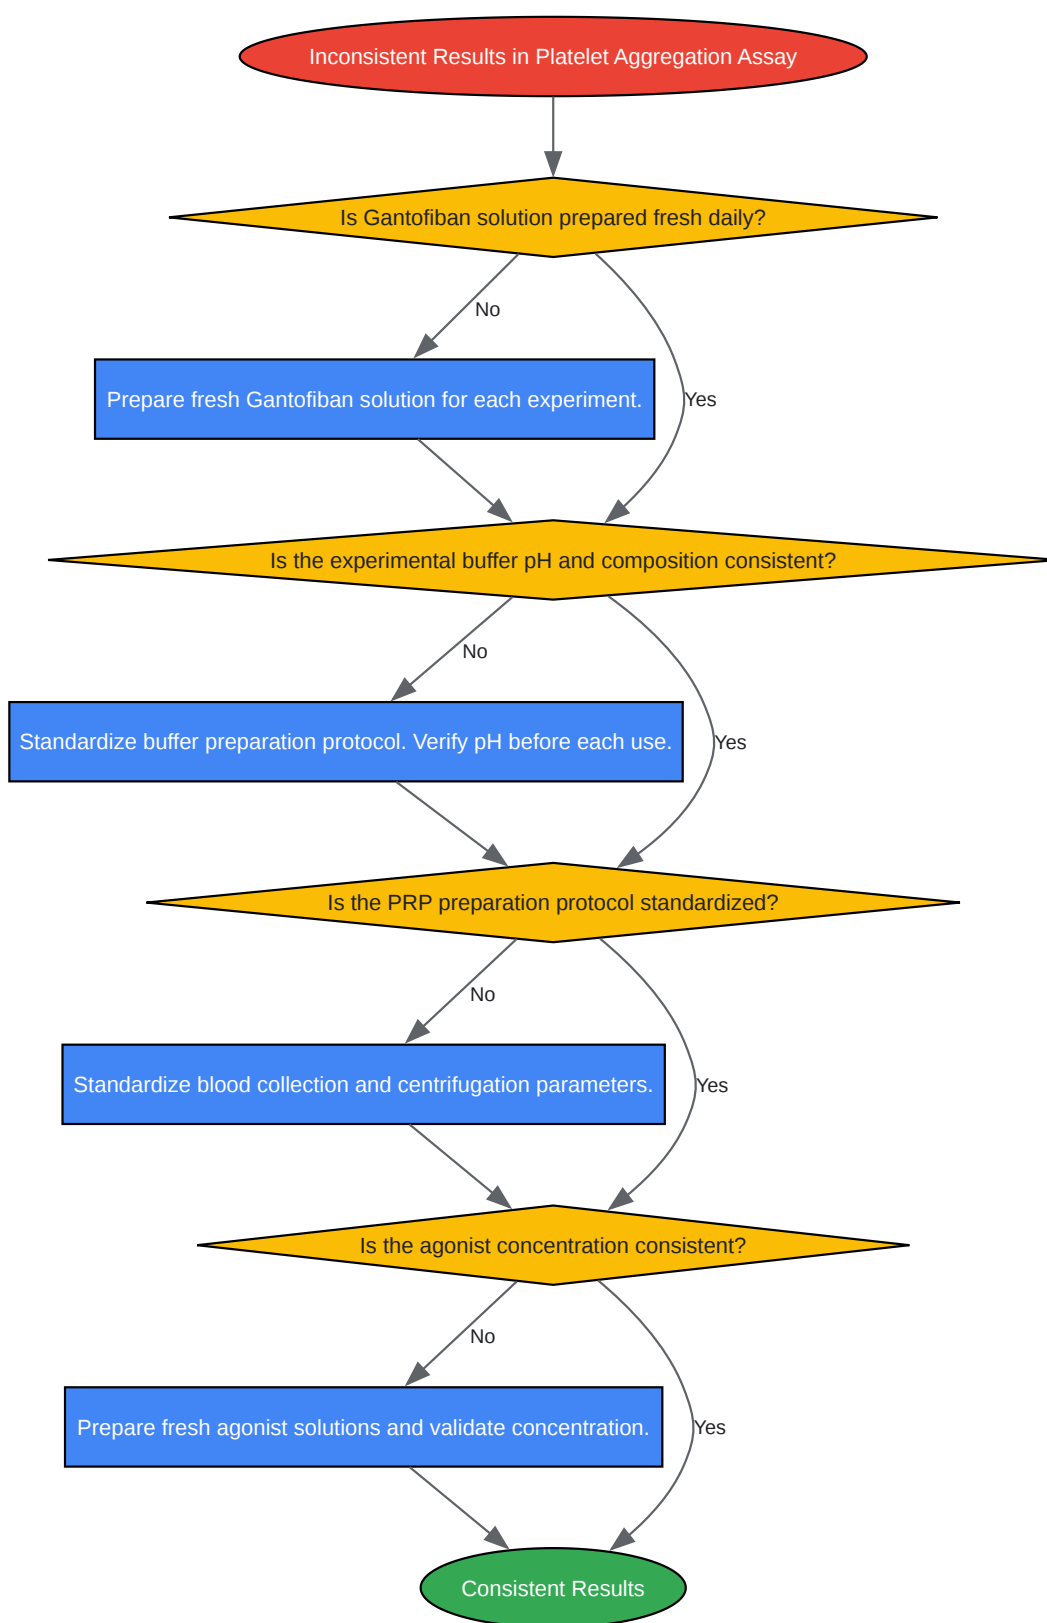 Inconsistent Results in Platelet Aggregation Assay
Is Gantofiban solution prepared fresh daily?
No
Prepare fresh Gantofiban solution for each experiment.
Yes
Is the experimental buffer pH and composition consistent?
No
Standardize buffer preparation protocol. Verify pH before each use.
Yes
Is the PRP preparation protocol standardized?
No
Standardize blood collection and centrifugation parameters.
Yes
Is the agonist concentration consistent?
No
Prepare fresh agonist solutions and validate concentration.
Yes
Consistent Results